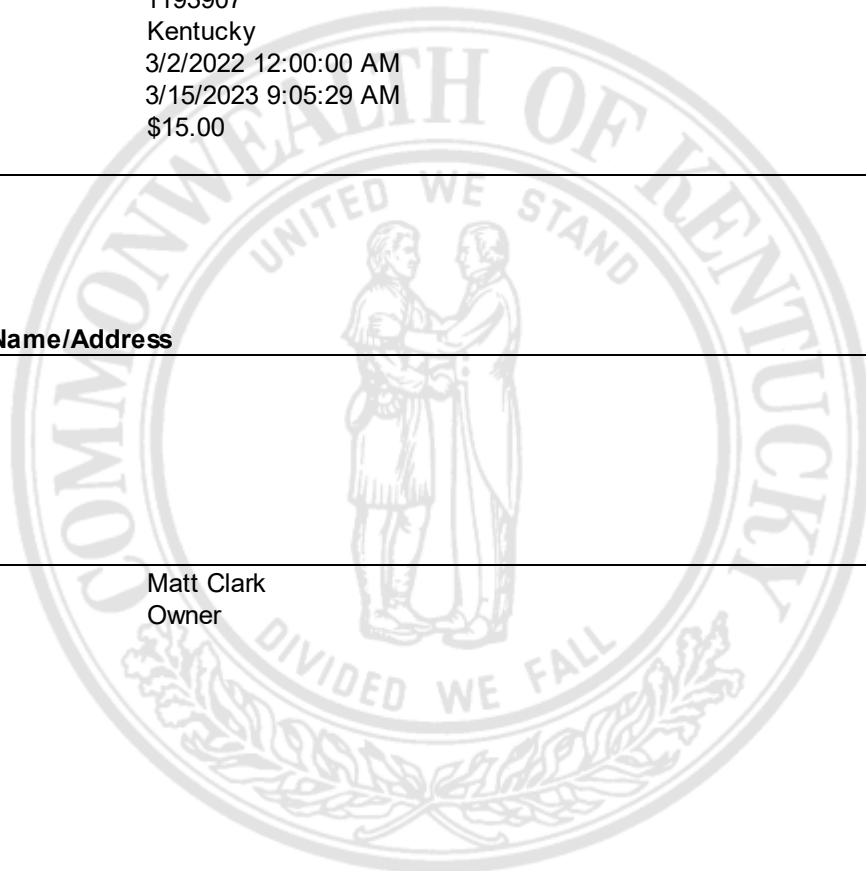 Kentucky
3/2/2022 12:00:00 AM
3/15/2023 9:05:29 AM
$15.00
COMMONWEALTH OF KENTUCKY
UNITED WE STAND
Name/Address
Matt Clark
Owner
DIVIDED WE FALL